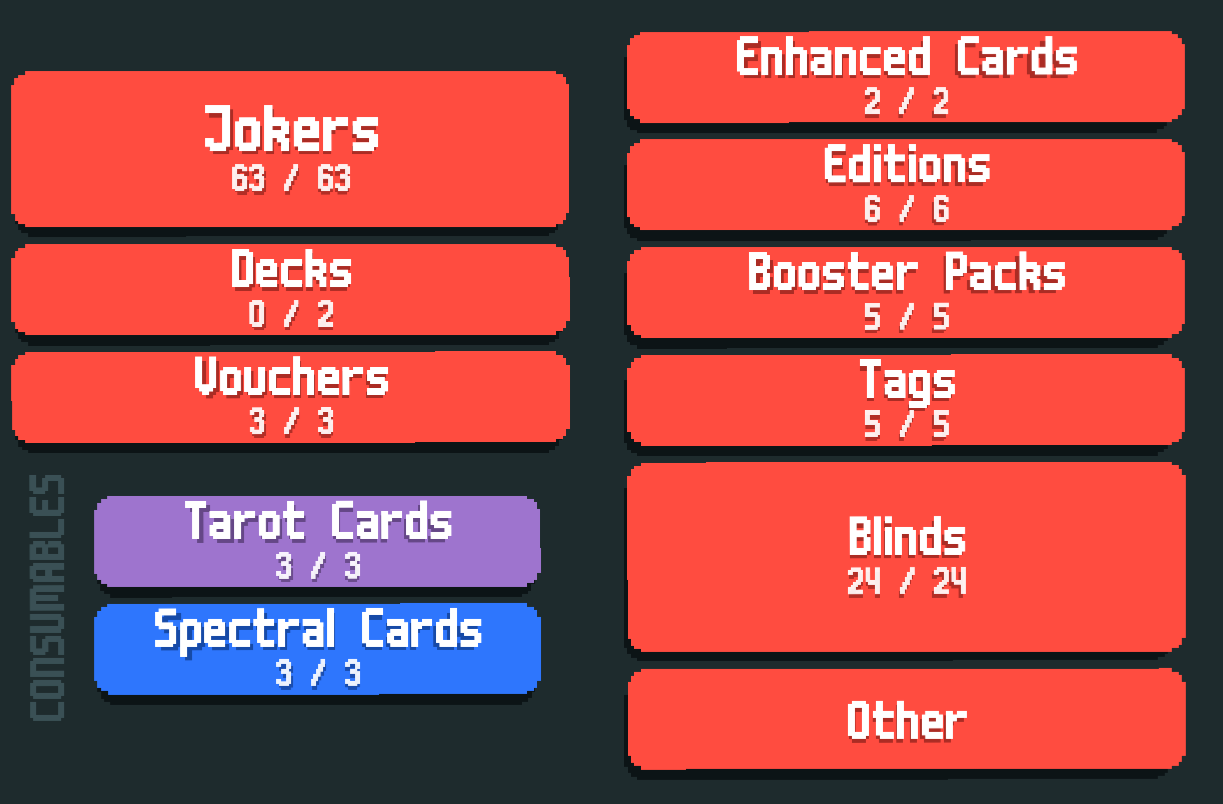 Jokers
63 / 63
Decks
0 / 2
Vouchers
3 / 3
CONSUMABLES
Tarot Cards
3 / 3
Spectral Cards
3 / 3
Enhanced Cards
2 / 2
Editions
6 / 6
Booster Packs
5 / 5
Tags
5 / 5
Blinds
24 / 24
Other